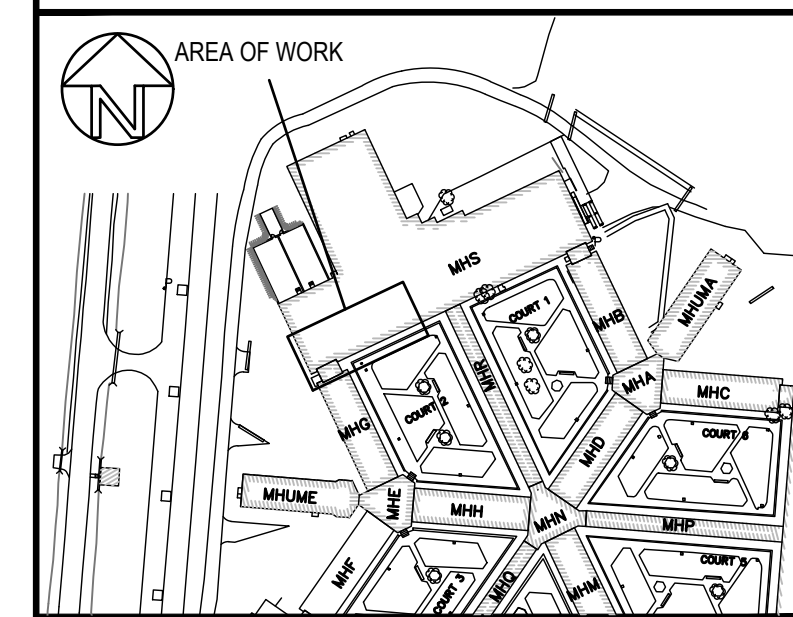 AREA OF WORK
N
MHS
COURT 1
MHB
MHUMA
MHR
MHA
MHC
COURT 2
MHG
MHD
COURT 6
MHUME
MHE
MHH
MHN
MHP
MHF
COURT 3
MHQ
MHM
COURT 5